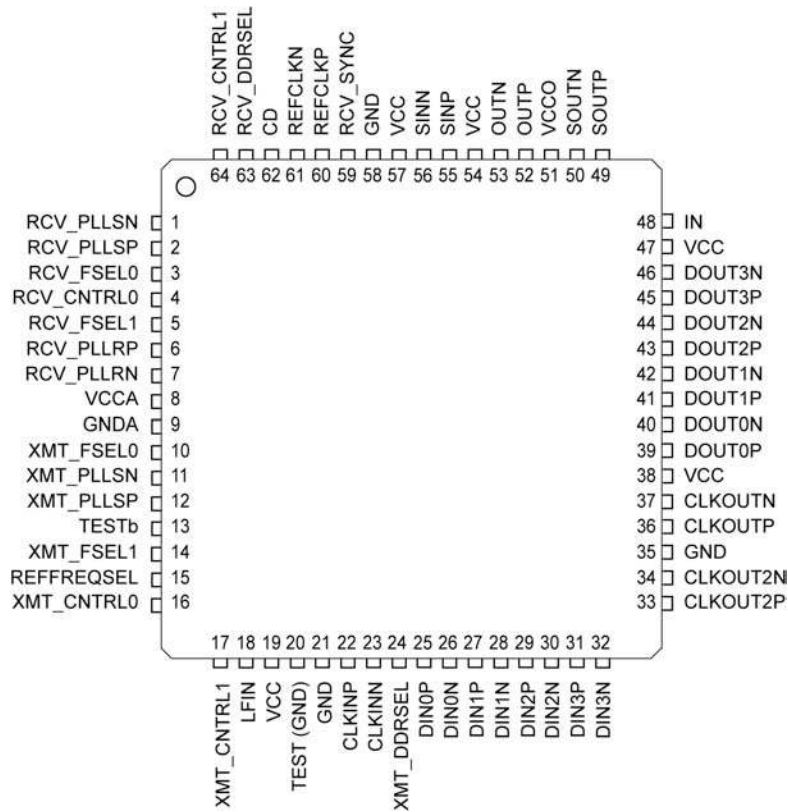 RCV_CNTRL1
RCV_DDRSEL
CD
REFCLKN
REFCLKP
RCV_SYNC
GND
VCC
SINN
SINP
VCC
OUTN
OUTP
VCCO
SOUTN
SOUTP
64 63 62 61 60 59 58 57 56 55 54 53 52 51 50 49
RCV_PLLSN 1
RCV_PLLSP 2
RCV_FSEL0 3
RCV_CNTRL0 4
RCV_FSEL1 5
RCV_PLLRP 6
RCV_PLLRN 7
VCCA 8
GNDA 9
XMT_FSEL0 10
XMT_PLLSN 11
XMT_PLLSP 12
TESTb 13
XMT_FSEL1 14
REFFREQSEL 15
XMT_CNTRL0 16
48 IN
47 VCC
46 DOUT3N
45 DOUT3P
44 DOUT2N
43 DOUT2P
42 DOUT1N
41 DOUT1P
40 DOUT0N
39 DOUT0P
38 VCC
37 CLKOUTN
36 CLKOUTP
35 GND
34 CLKOUT2N
33 CLKOUT2P
17 18 19 20 21 22 23 24 25 26 27 28 29 30 31 32
XMT_CNTRL1
LFIN
VCC
TEST (GND)
GND
CLKINP
CLKINN
XMT_DDRSEL
DIN0P
DIN0N
DIN1P
DIN1N
DIN2P
DIN2N
DIN3P
DIN3N